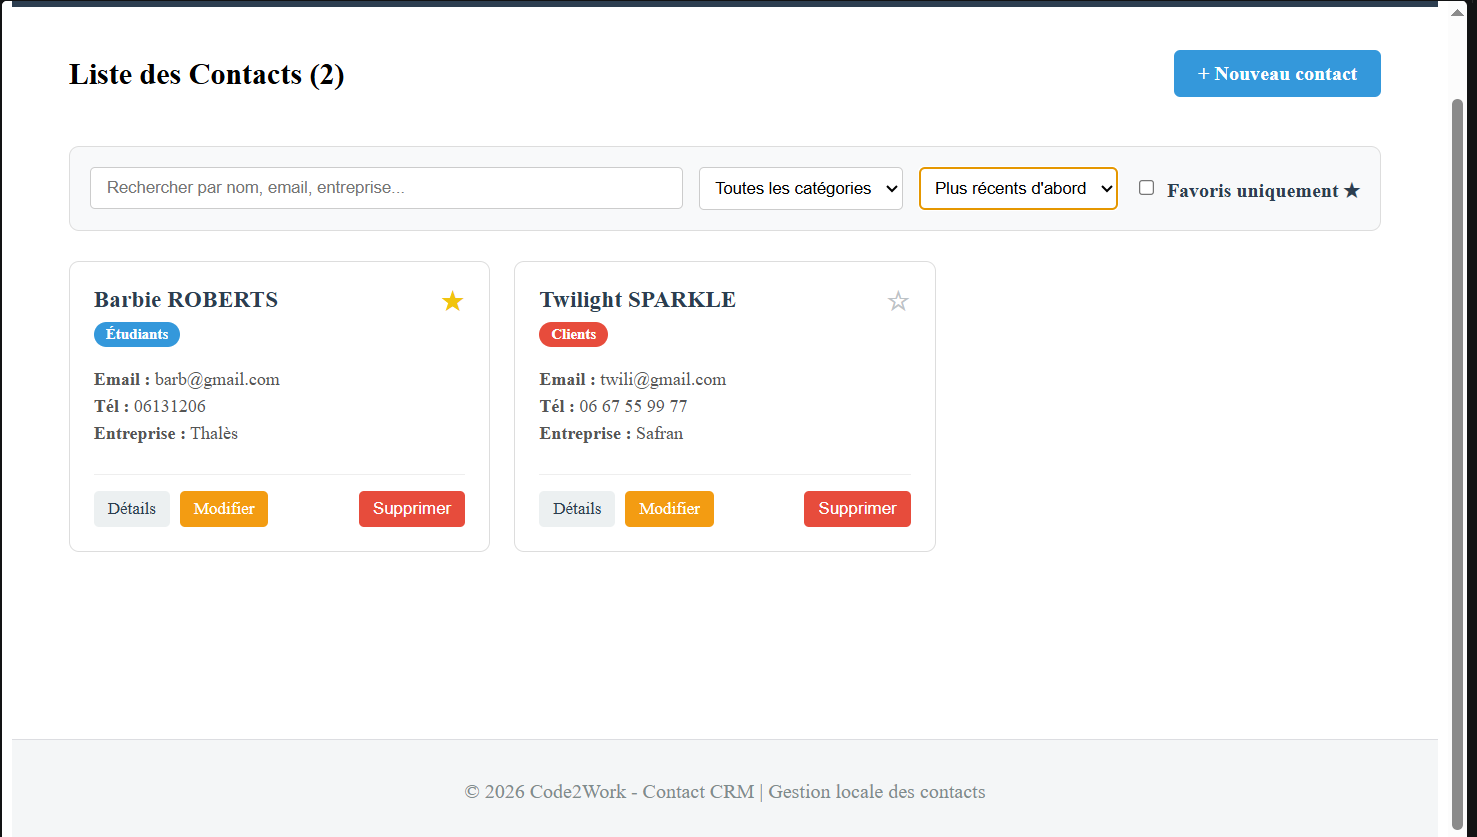 Liste des Contacts (2)
+ Nouveau contact
Rechercher par nom, email, entreprise...
Toutes les catégories
Plus récents d'abord
Favoris uniquement ★
Barbie ROBERTS
Étudiants
Email : barb@gmail.com
Tél : 06131206
Entreprise : Thalès
Détails
Modifier
Supprimer
Twilight SPARKLE
Clients
Email : twili@gmail.com
Tél : 06 67 55 99 77
Entreprise : Safran
Détails
Modifier
Supprimer
© 2026 Code2Work - Contact CRM | Gestion locale des contacts